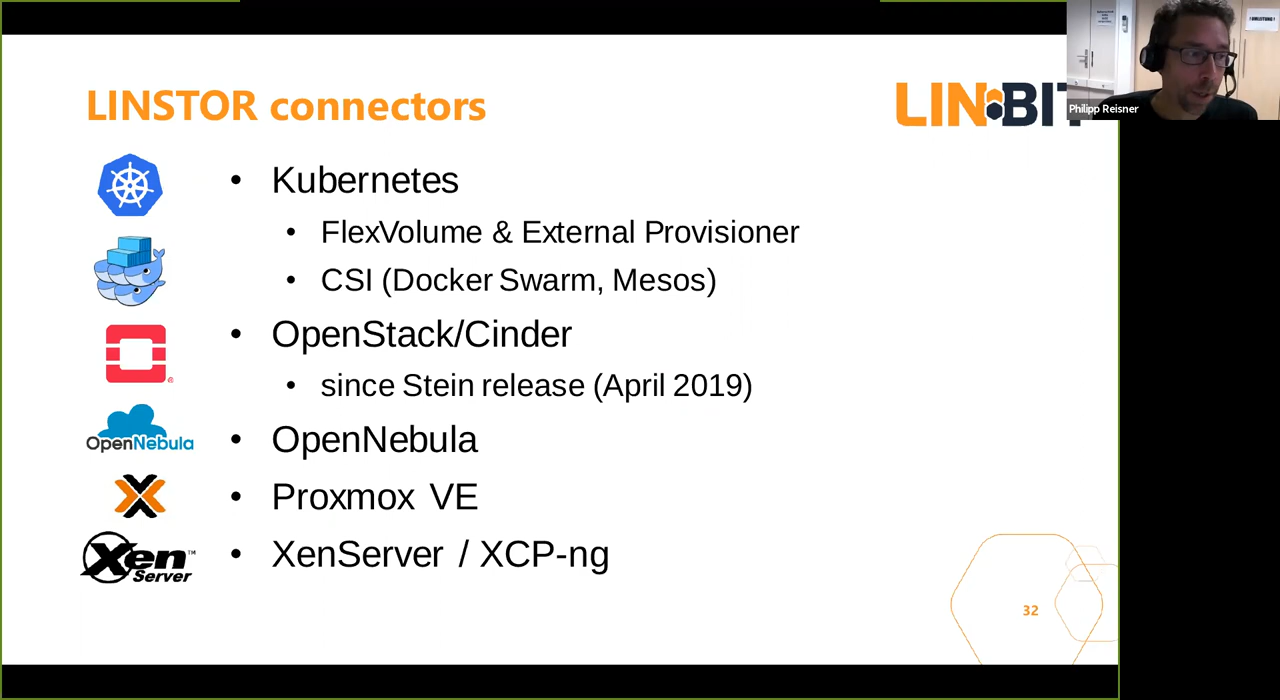 LINSTOR connectors
LINBIT
Philipp Reisner
Kubernetes
FlexVolume & External Provisioner
CSI (Docker Swarm, Mesos)
OpenStack/Cinder
®
since Stein release (April 2019)
OpenNebula
OpenNebula
Proxmox VE
Xen™
Server
XenServer / XCP-ng
32